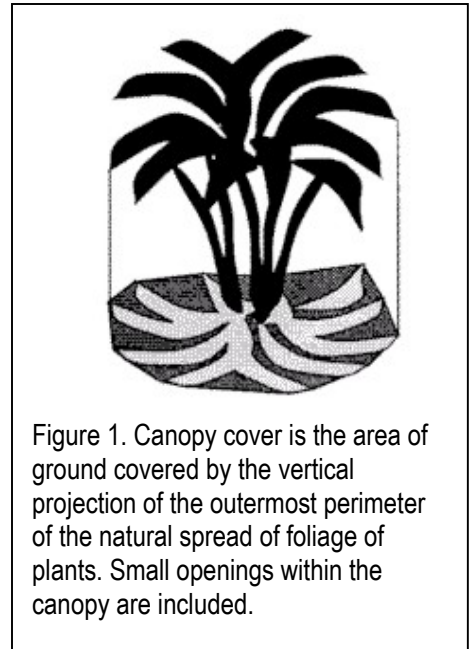 Figure 1. Canopy cover is the area of
ground covered by the vertical
projection of the outermost perimeter
of the natural spread of foliage of
plants. Small openings within the
canopy are included.